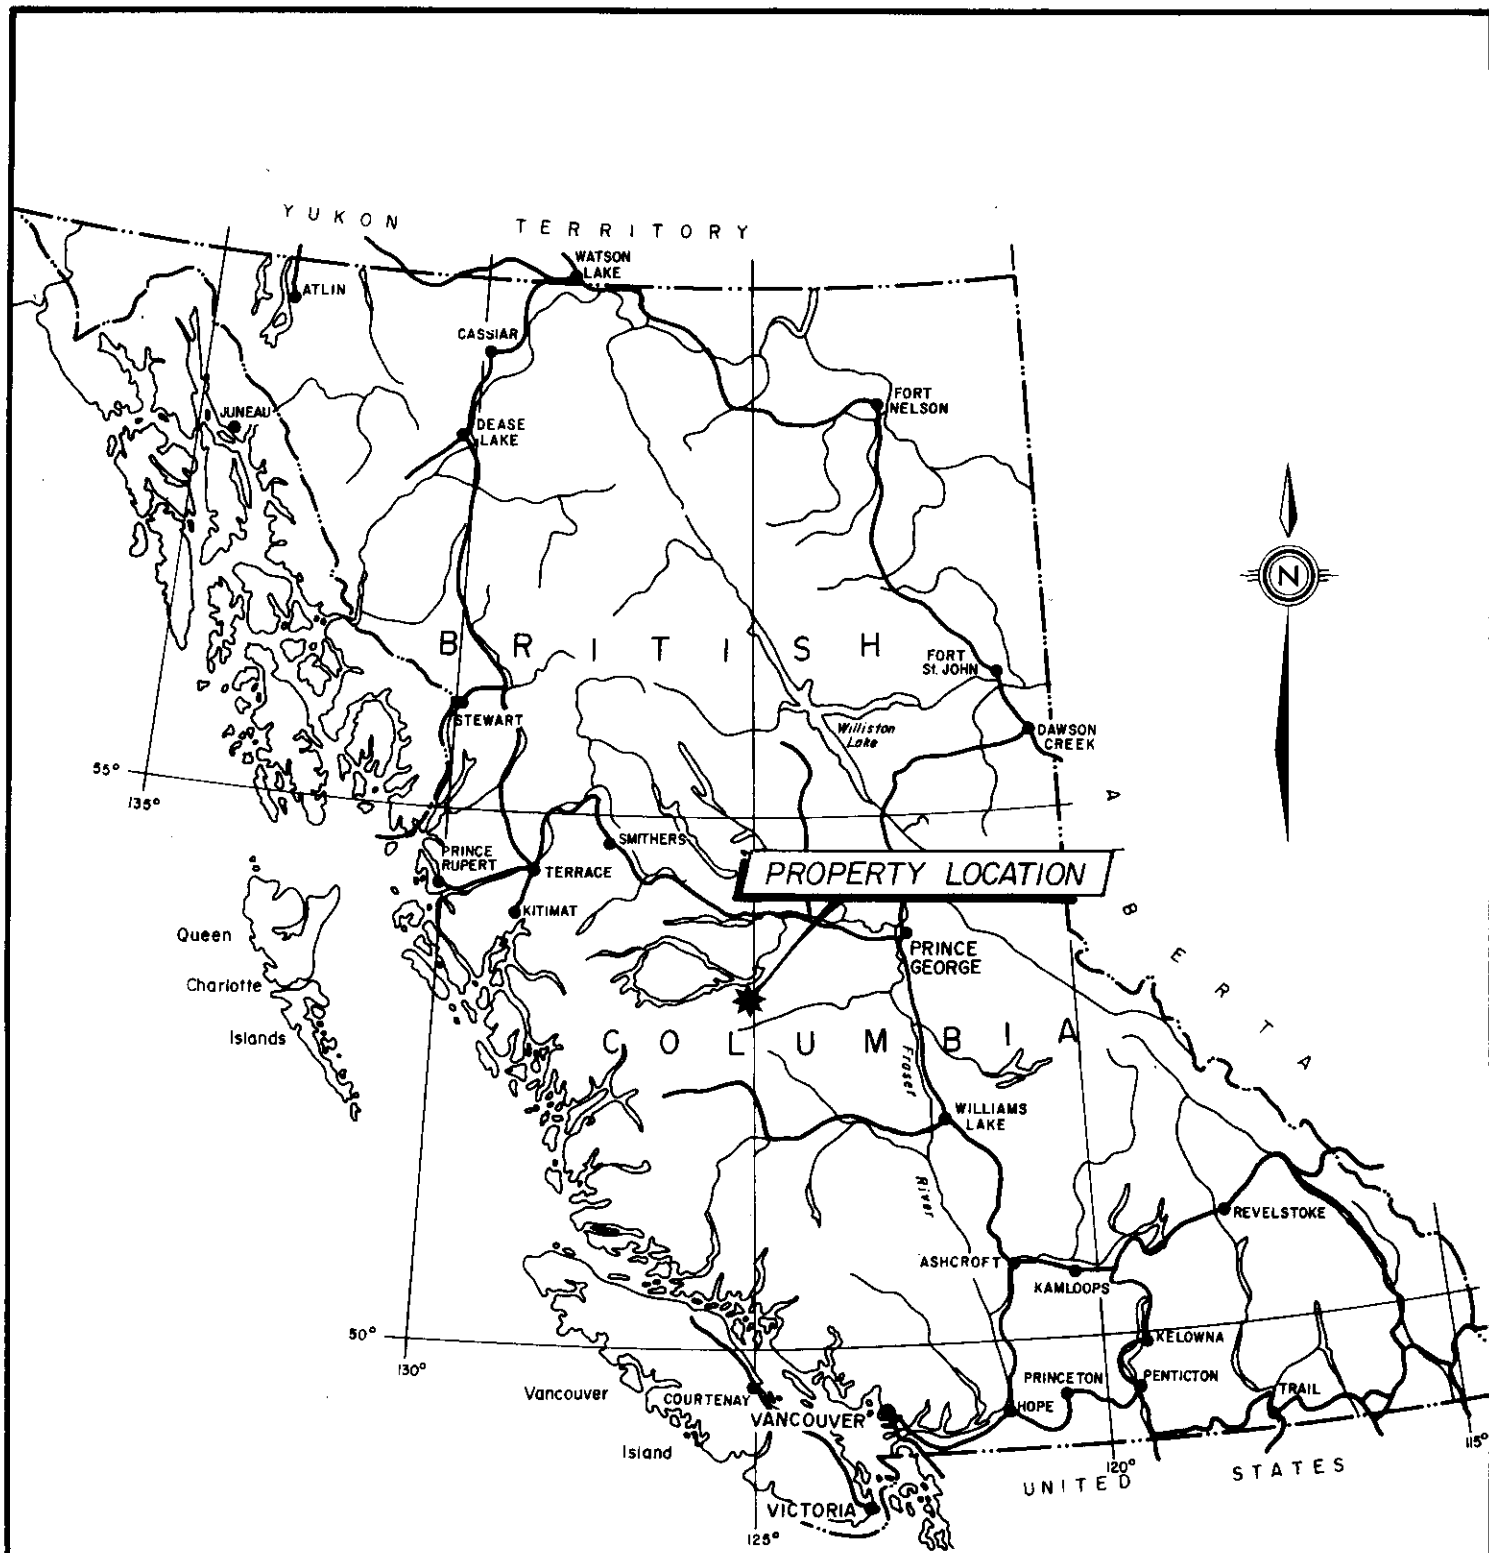 YUKON TERRITORY
WATSON
LAKE
ATLIN
CASSIAR
FORT
NELSON
JUNEAU
DEASE
LAKE
N
BRITISH
FORT
St. JOHN
STEWART
Williston
Lake
DAWSON
CREEK
55°
135°
A
SMITHERS
PRINCE
RUPERT
TERRACE
PROPERTY LOCATION
KITIMAT
B
Queen
PRINCE
GEORGE
E
Charlotte
R
Islands
T
COLUMBIA
A
Fraser
WILLIAMS
LAKE
River
REVELSTOKE
ASHCROFT
KAMLOOPS
50°
KELOWNA
130°
PRINCETON
PENTICTON
Vancouver
COURTENAY
TRAIL
HOPE
VANCOUVER
Island
115°
120°
UNITED STATES
VICTORIA
125°